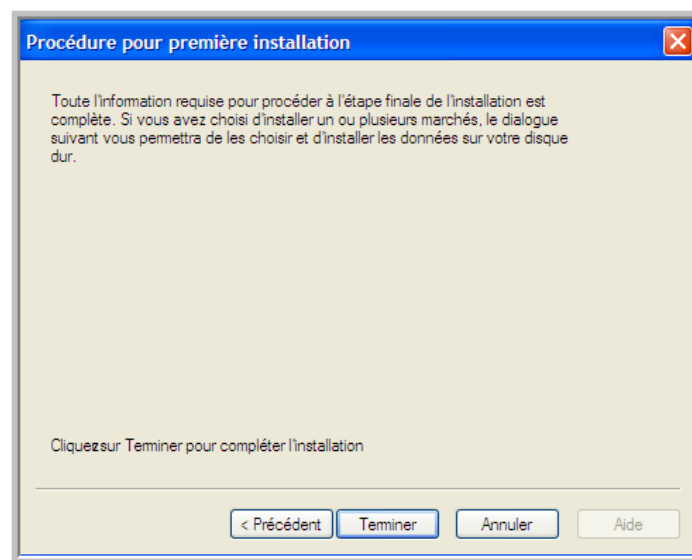 Procédure pour première installation
Toute l'information requise pour procéder à l'étape finale de l'installation est
complète. Si vous avez choisi d'installer un ou plusieurs marchés, le dialogue
suivant vous permettra de les choisir et d'installer les données sur votre disque
dur.
Cliquez sur Terminer pour compléter l'installation
< Précédent Terminer Annuler Aide